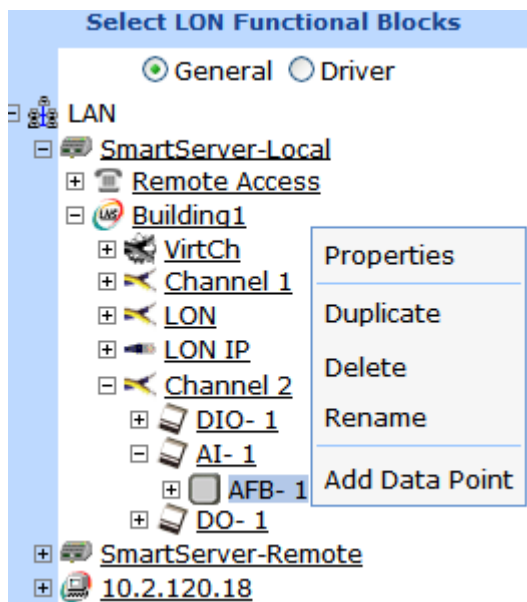 Select LON Functional Blocks
General Driver
LAN
SmartServer-Local
Remote Access
LNS Building1
VirtCh
Channel 1
LON
LON IP
Channel 2
DIO- 1
AI- 1
AFB- 1
DO- 1
SmartServer-Remote
10.2.120.18
Properties
Duplicate
Delete
Rename
Add Data Point